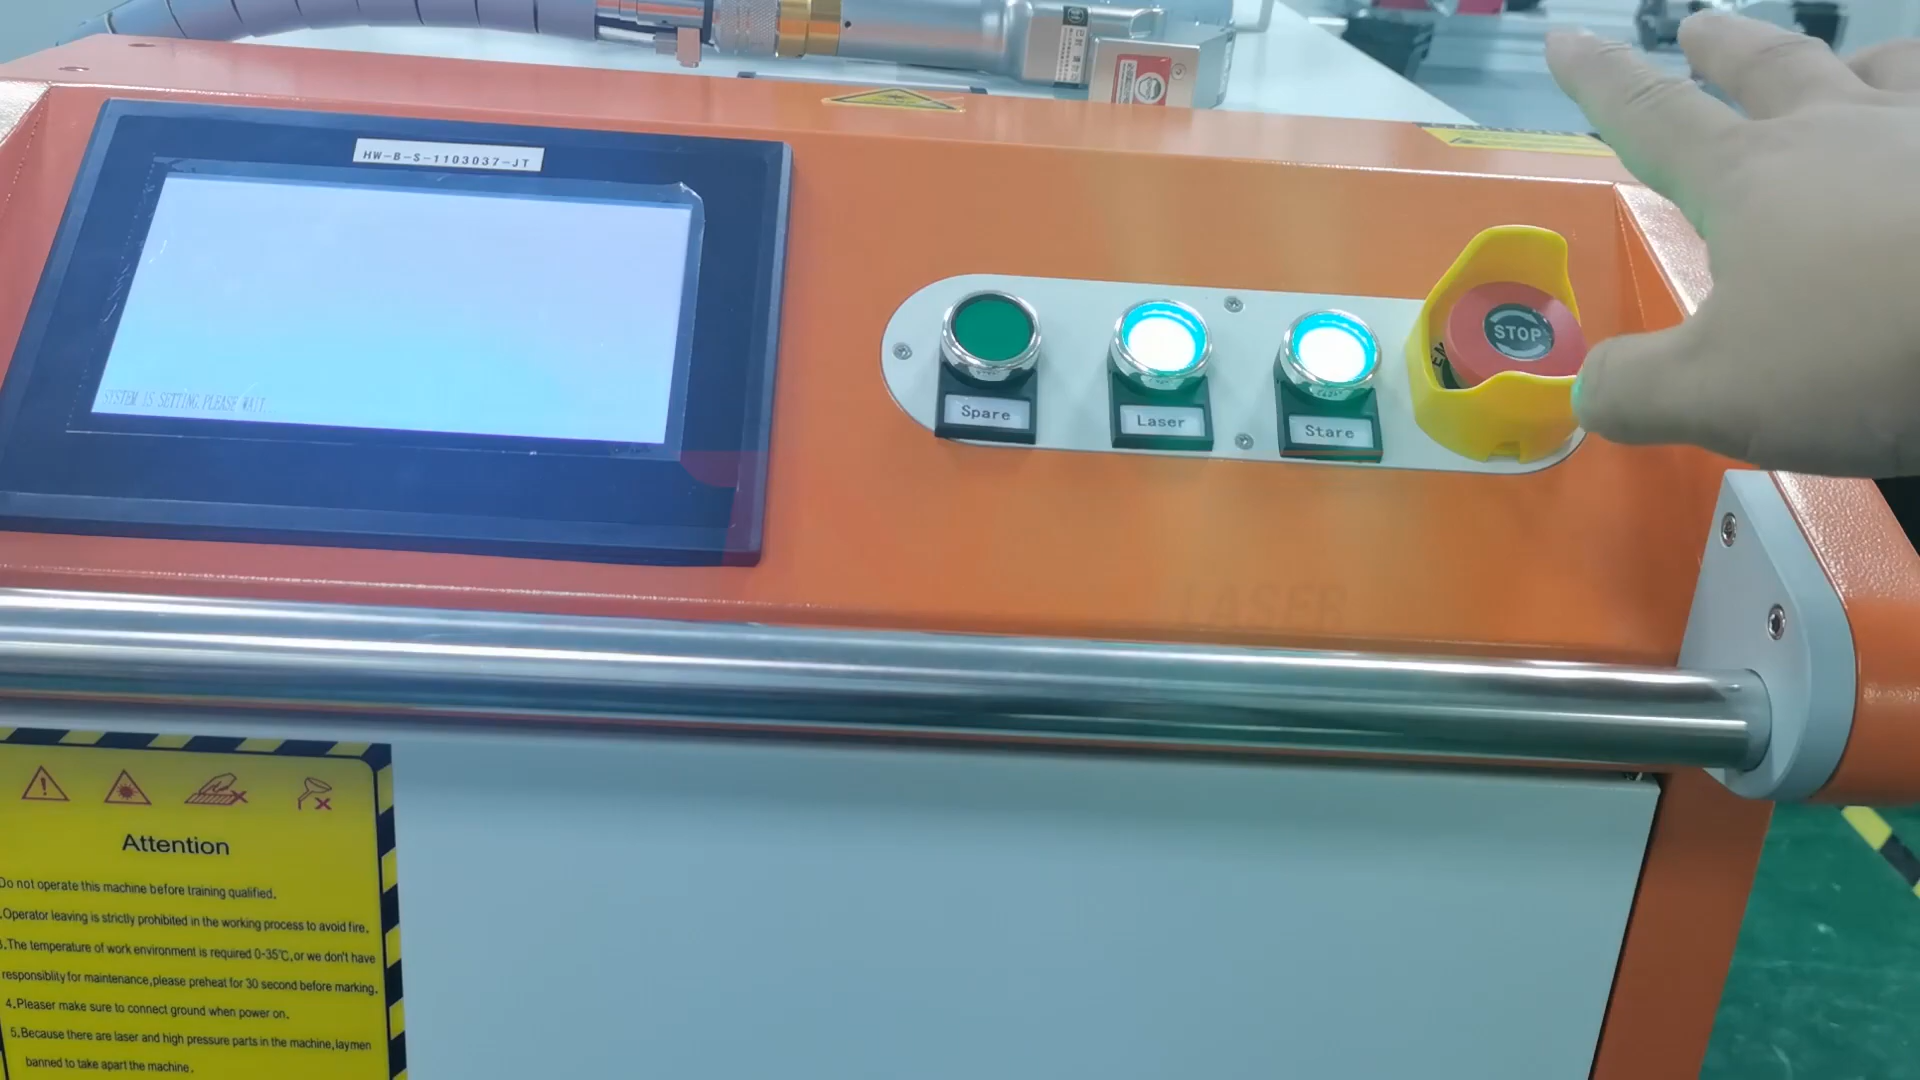 HW-B-S-1103037-JT
SYSTEM IS SETTING.PLEASE WAIT...
STOP
Spare
Laser
Stare
LASER
Attention
Do not operate this machine before training qualified.
.Operator leaving is strictly prohibited in the working process to avoid fire.
.The temperature of work environment is required 0-35℃,or we don't have
responsiblity for maintenance,please preheat for 30 second before marking.
4.Pleaser make sure to connect ground when power on.
5.Because there are laser and high pressure parts in the machine,laymen
banned to take apart the machine.